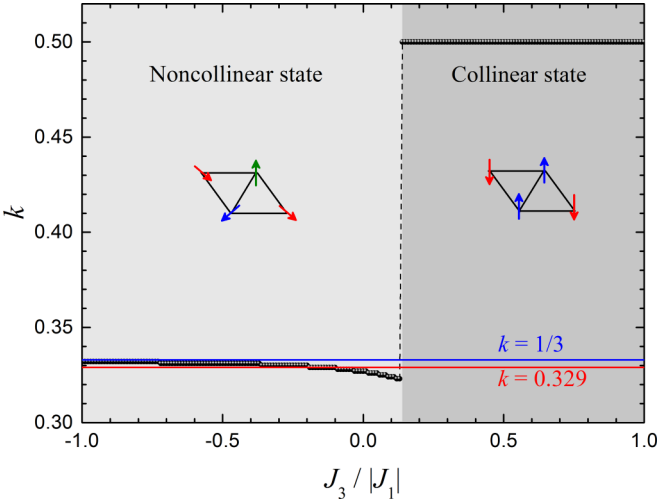 0.50
Noncollinear state Collinear state
0.45
k
0.40
0.35
k = 1/3
k = 0.329
0.30
-1.0 -0.5 0.0 0.5 1.0
J3 / |J1|